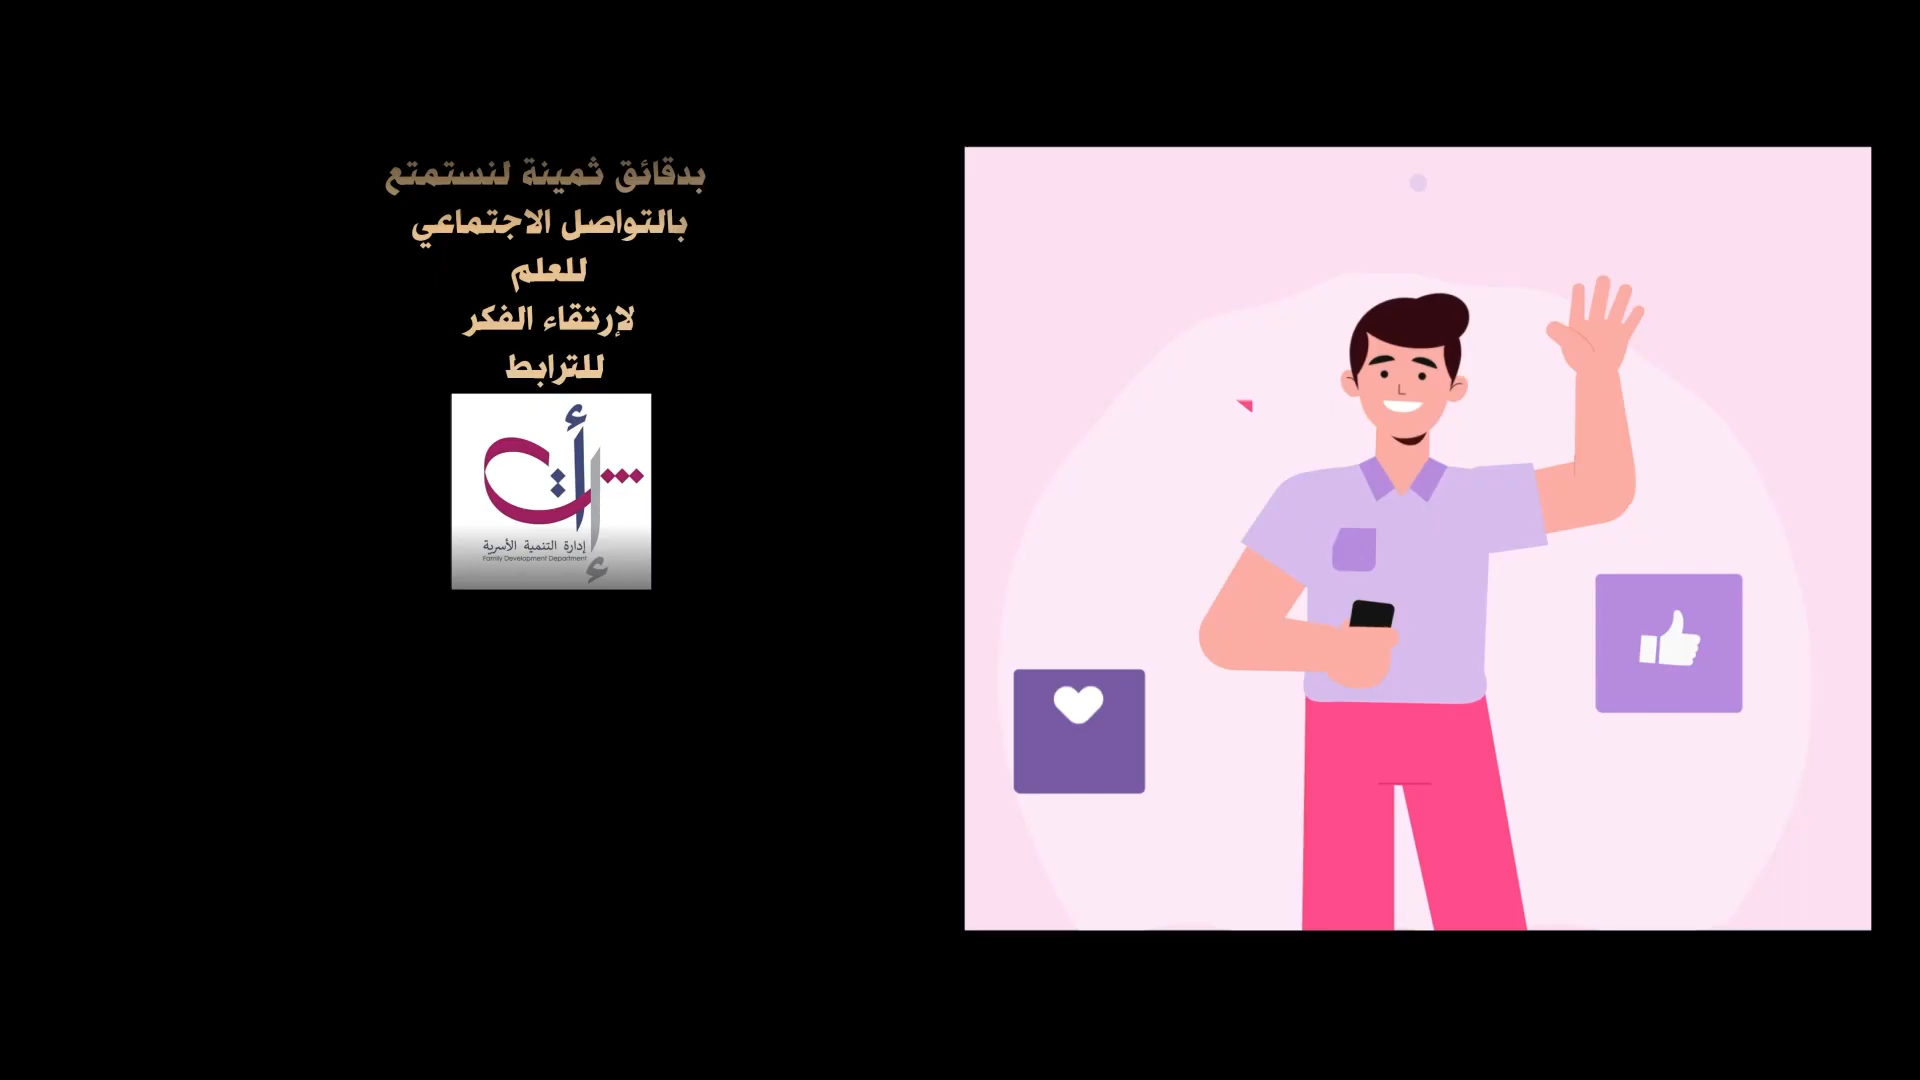 بدقائق ثمينة لنستمتع
بالتواصل الاجتماعي
للعلم
لإرتقاء الفكر
للترابط
إدارة التنمية الأسرية
Family Development Department